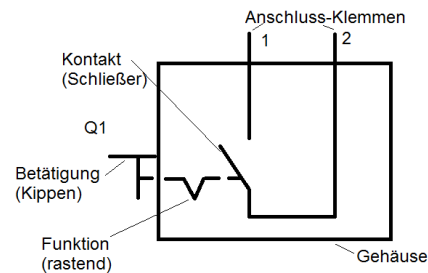 Anschluss-Klemmen
1 2
Kontakt
(Schließer)
Q1
Betätigung
(Kippen)
Funktion
(rastend)
Gehäuse